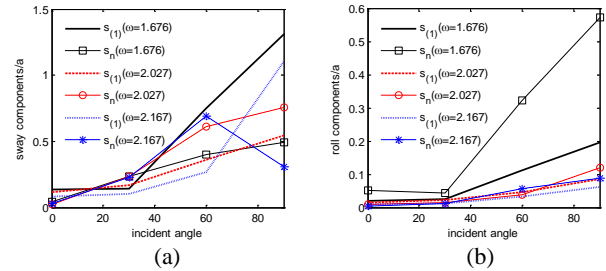 1.5
1
0.5
0
0 20 40 60 80
sway components/a
incident angle
s(1)(ω=1.676)
sn(ω=1.676)
s(1)(ω=2.027)
sn(ω=2.027)
s(1)(ω=2.167)
sn(ω=2.167)
(a)
0.6
0.5
0.4
0.3
0.2
0.1
0
0 20 40 60 80
roll components/a
incident angle
s(1)(ω=1.676)
sn(ω=1.676)
s(1)(ω=2.027)
sn(ω=2.027)
s(1)(ω=2.167)
sn(ω=2.167)
(b)